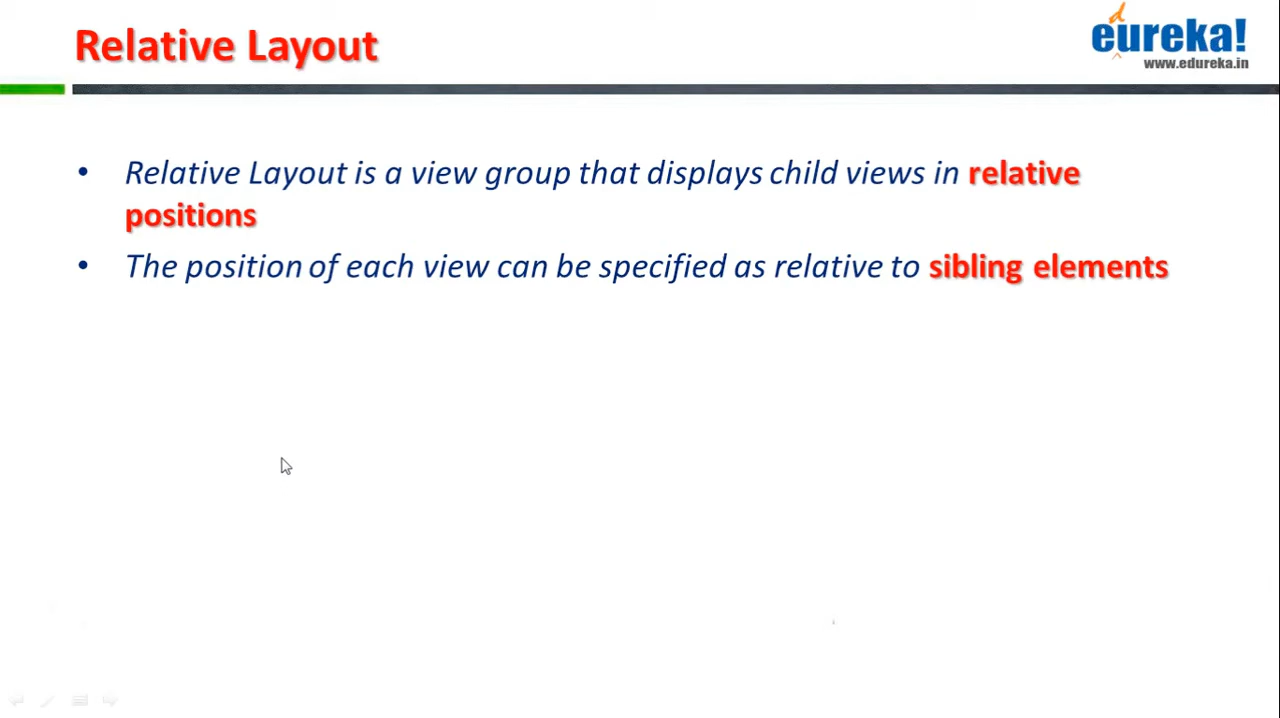 Relative Layout
edureka!
www.edureka.in
• Relative Layout is a view group that displays child views in relative
positions
• The position of each view can be specified as relative to sibling elements